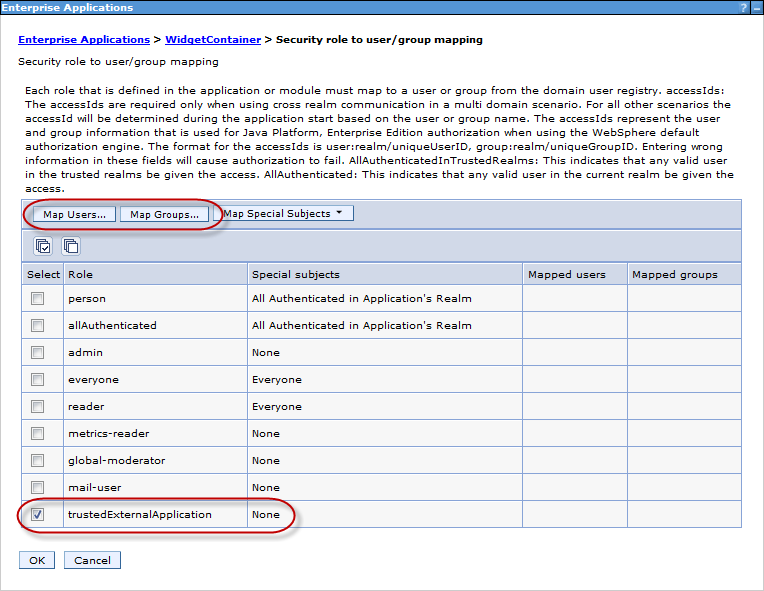 Enterprise Applications ? –
Enterprise Applications > WidgetContainer > Security role to user/group mapping
Security role to user/group mapping
Each role that is defined in the application or module must map to a user or group from the domain user registry. accessIds:
The accessIds are required only when using cross realm communication in a multi domain scenario. For all other scenarios the
accessId will be determined during the application start based on the user or group name. The accessIds represent the user
and group information that is used for Java Platform, Enterprise Edition authorization when using the WebSphere default
authorization engine. The format for the accessIds is user:realm/uniqueUserID, group:realm/uniqueGroupID. Entering wrong
information in these fields will cause authorization to fail. AllAuthenticatedInTrustedRealms: This indicates that any valid user
in the trusted realms be given the access. AllAuthenticated: This indicates that any valid user in the current realm be given the
access.
Map Users... Map Groups... Map Special Subjects
Select Role Special subjects Mapped users Mapped groups
person All Authenticated in Application's Realm
allAuthenticated All Authenticated in Application's Realm
admin None
everyone Everyone
reader Everyone
metrics-reader None
global-moderator None
mail-user None
trustedExternalApplication None
OK Cancel